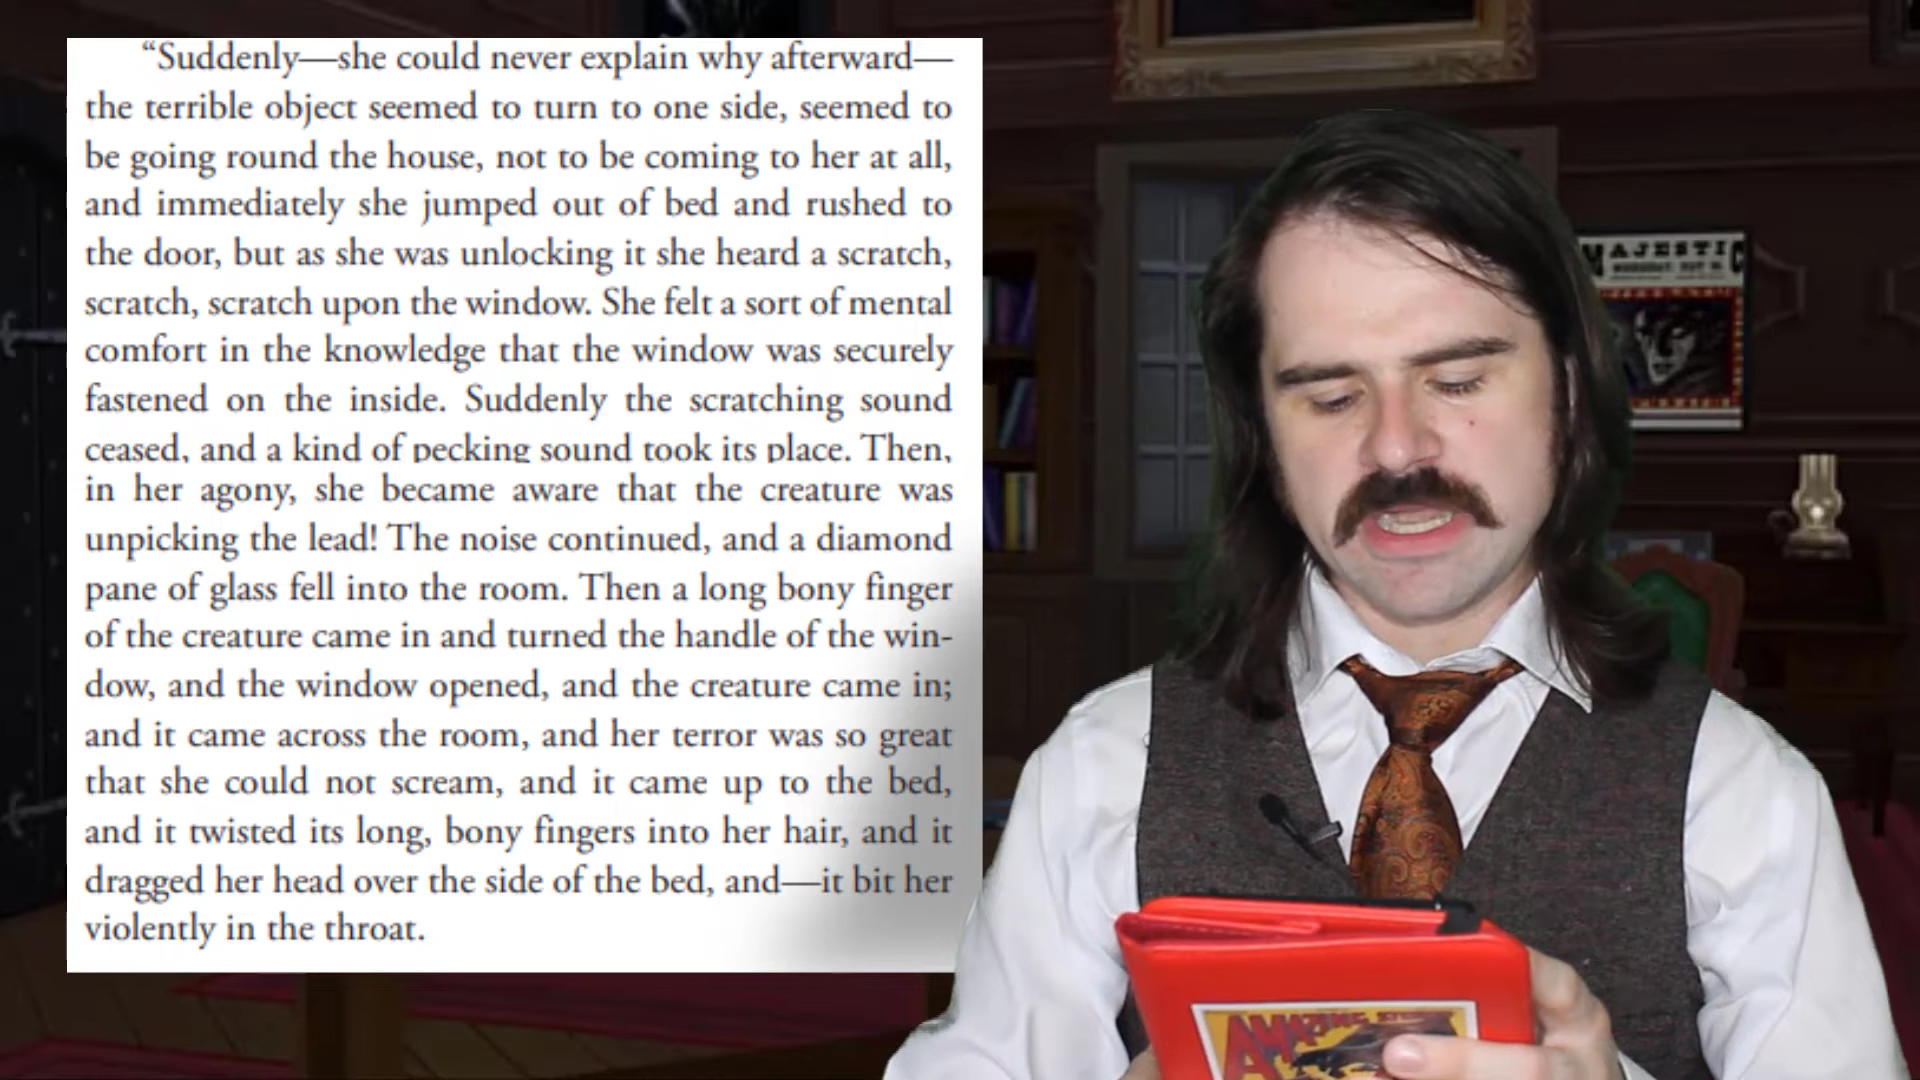 “Suddenly—she could never explain why afterward—
the terrible object seemed to turn to one side, seemed to
be going round the house, not to be coming to her at all,
and immediately she jumped out of bed and rushed to
the door, but as she was unlocking it she heard a scratch,
scratch, scratch upon the window. She felt a sort of mental
comfort in the knowledge that the window was securely
fastened on the inside. Suddenly the scratching sound
ceased, and a kind of pecking sound took its place. Then,
in her agony, she became aware that the creature was
unpicking the lead! The noise continued, and a diamond
pane of glass fell into the room. Then a long bony finger
of the creature came in and turned the handle of the win-
dow, and the window opened, and the creature came in;
and it came across the room, and her terror was so great
that she could not scream, and it came up to the bed,
and it twisted its long, bony fingers into her hair, and it
dragged her head over the side of the bed, and—it bit her
violently in the throat.
MAJESTIC
AMAZING STORIES